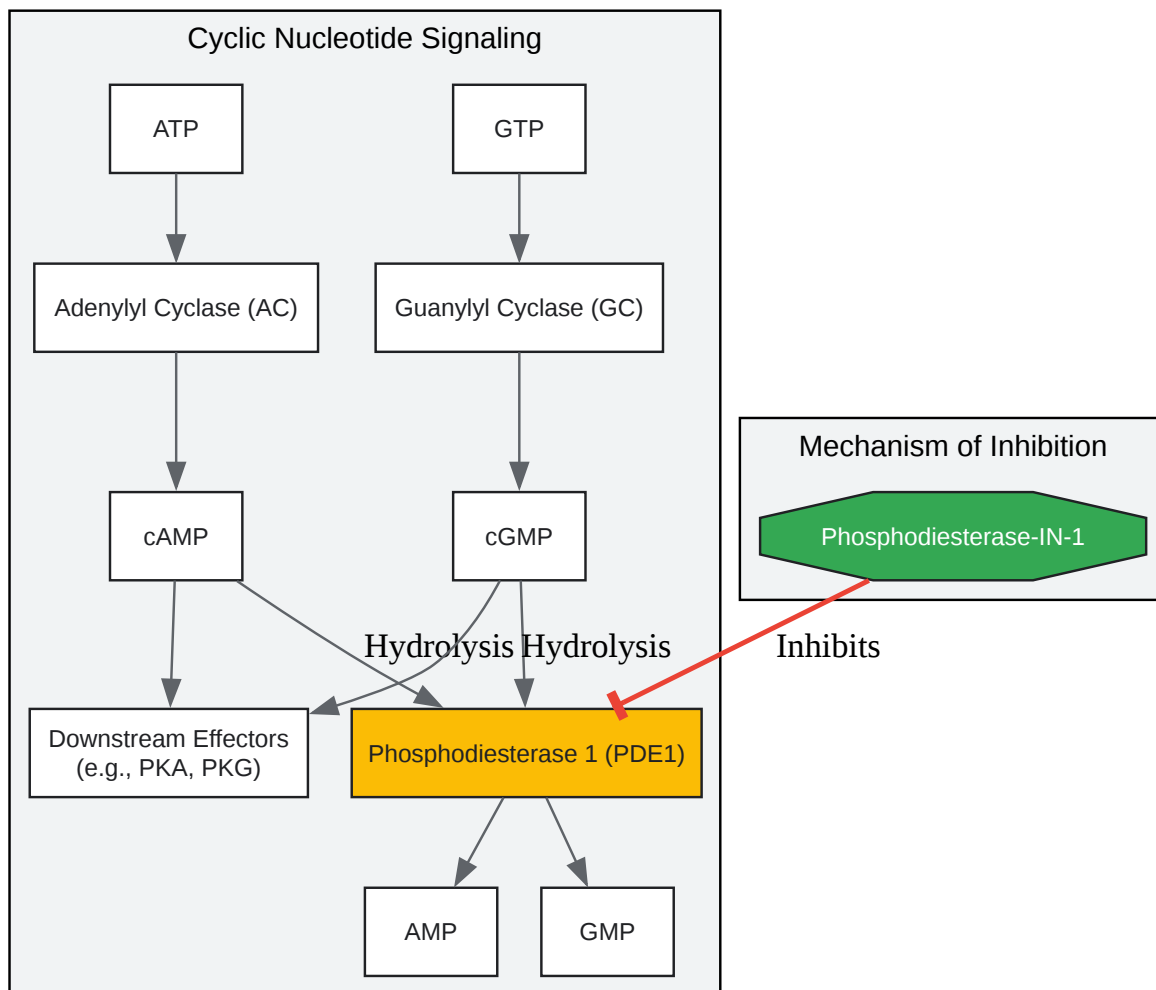 Cyclic Nucleotide Signaling
ATP
GTP
Adenylyl Cyclase (AC)
Guanylyl Cyclase (GC)
Mechanism of Inhibition
cAMP
cGMP
Phosphodiesterase-IN-1
Hydrolysis
Hydrolysis
Inhibits
Downstream Effectors
(e.g., PKA, PKG)
Phosphodiesterase 1 (PDE1)
AMP
GMP